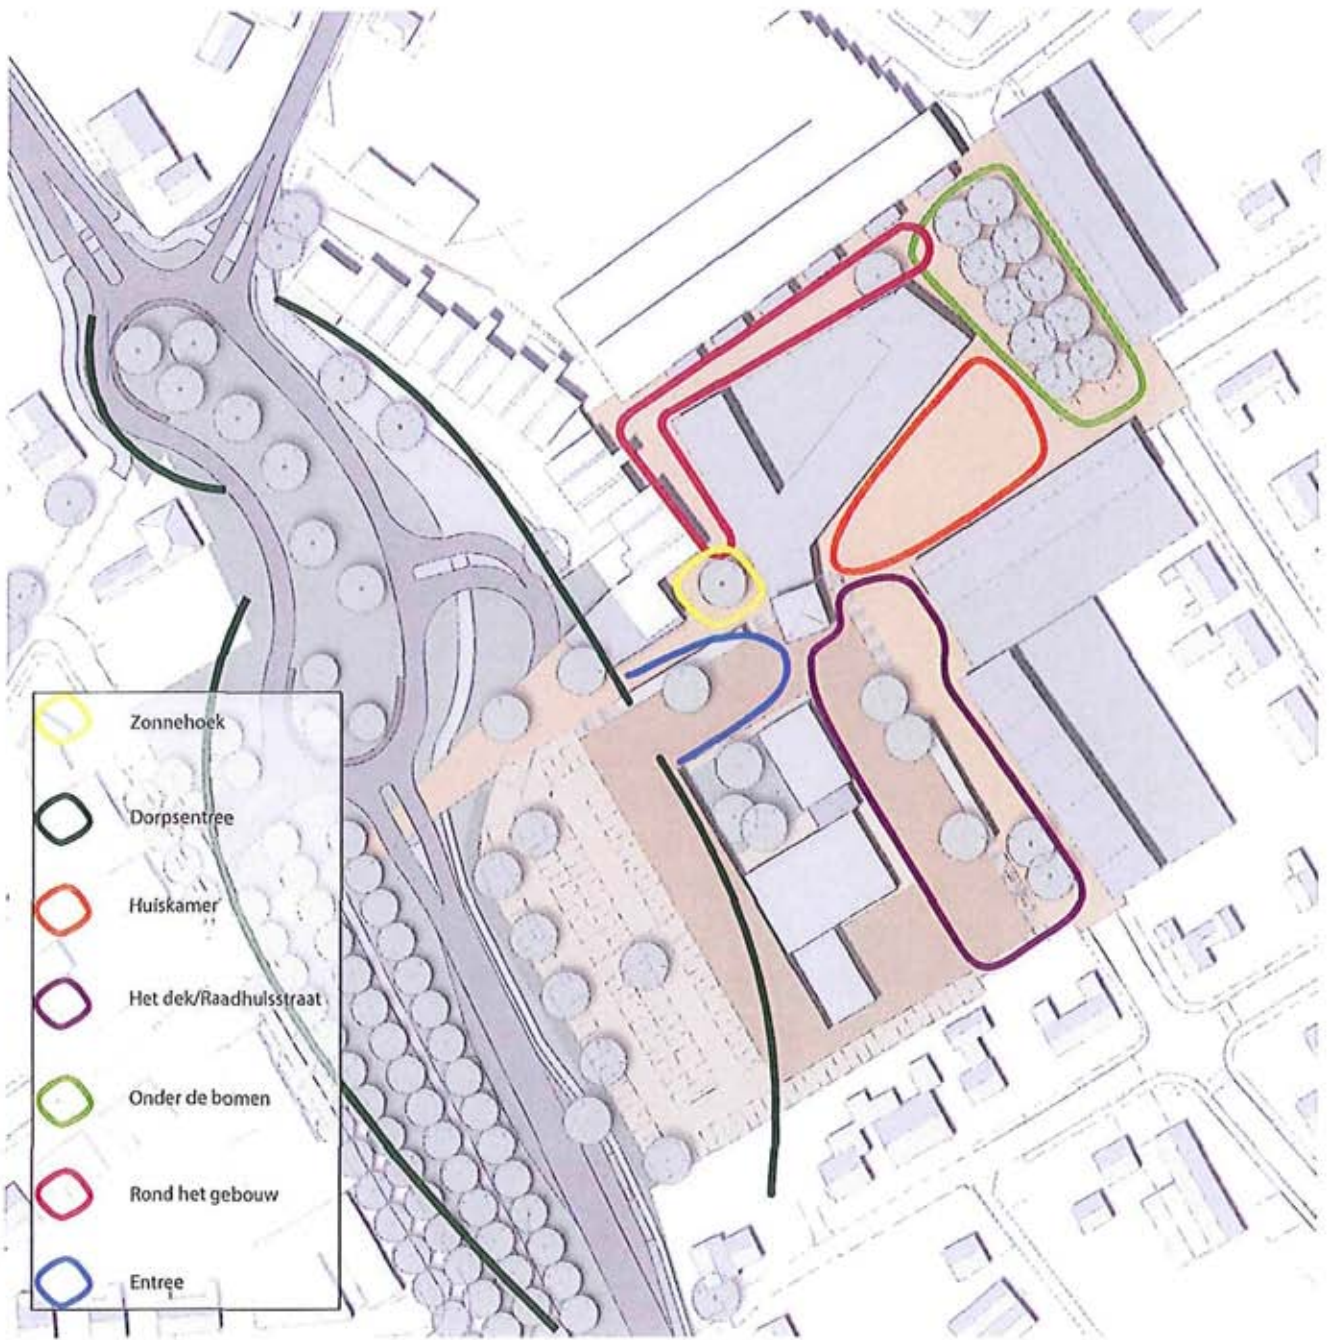 Zonnehoek
Dorpsentree
Huiskamer
Het dek/Raadhuisstraat
Onder de bomen
Rond het gebouw
Entree